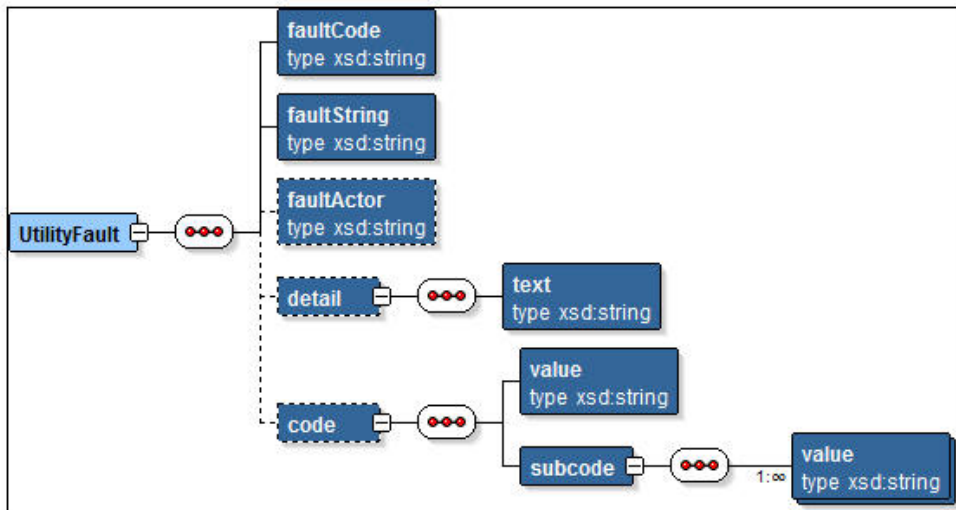 faultCode
type xsd:string
faultString
type xsd:string
faultActor
type xsd:string
UtilityFault
detail
text
type xsd:string
value
type xsd:string
code
subcode
1:∞
value
type xsd:string